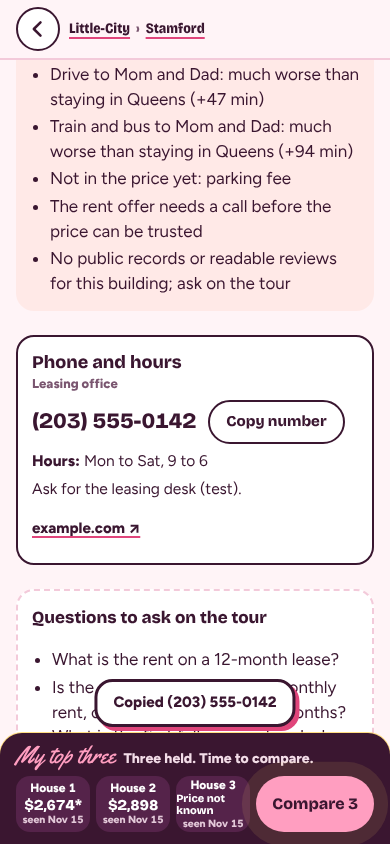 Little-City › Stamford
• Drive to Mom and Dad: much worse than
staying in Queens (+47 min)
• Train and bus to Mom and Dad: much
worse than staying in Queens (+94 min)
• Not in the price yet: parking fee
• The rent offer needs a call before the
price can be trusted
• No public records or readable reviews
for this building; ask on the tour
Phone and hours
Leasing office
(203) 555-0142 Copy number
Hours: Mon to Sat, 9 to 6
Ask for the leasing desk (test).
example.com ↗
Questions to ask on the tour
• What is the rent on a 12-month lease?
• Is the
Copied (203) 555-0142
rent,
My top three Three held. Time to compare.
House 1
$2,674*
seen Nov 15
House 2
$2,898
seen Nov 15
House 3
Price not
known
seen Nov 15
Compare 3